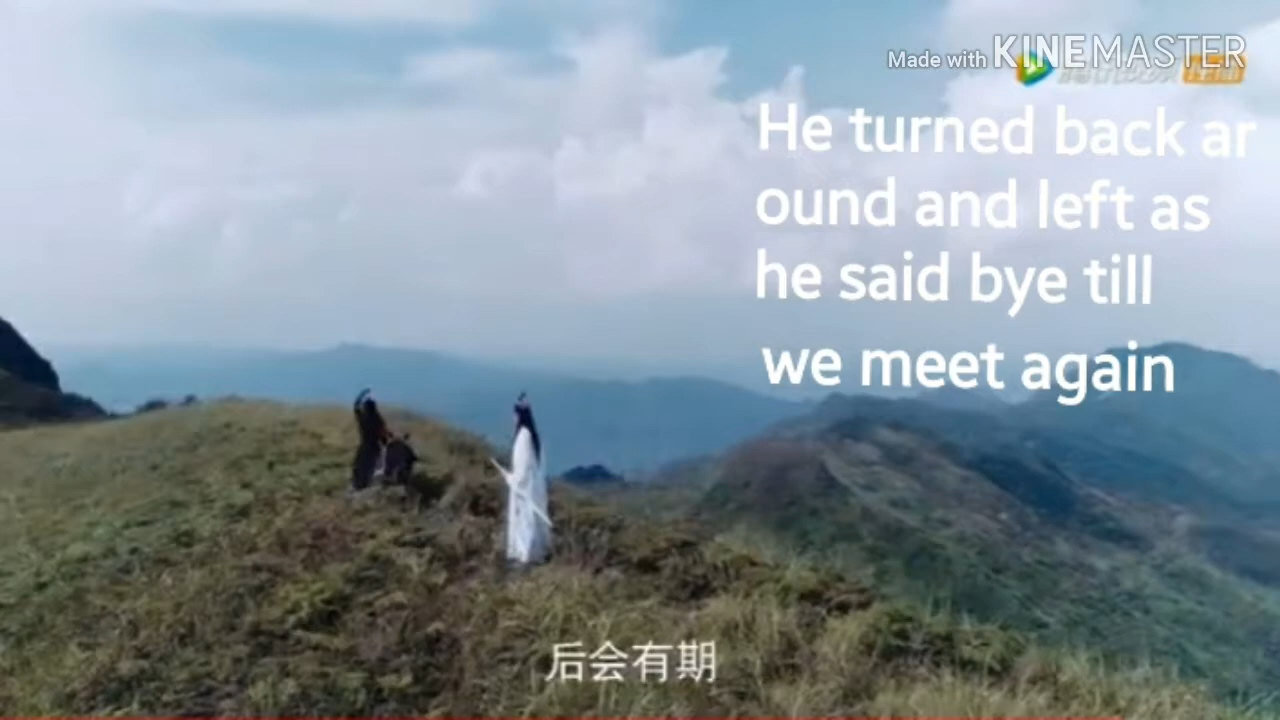 Made with KINEMASTER
He turned back ar
ound and left as
he said bye till
we meet again
后会有期